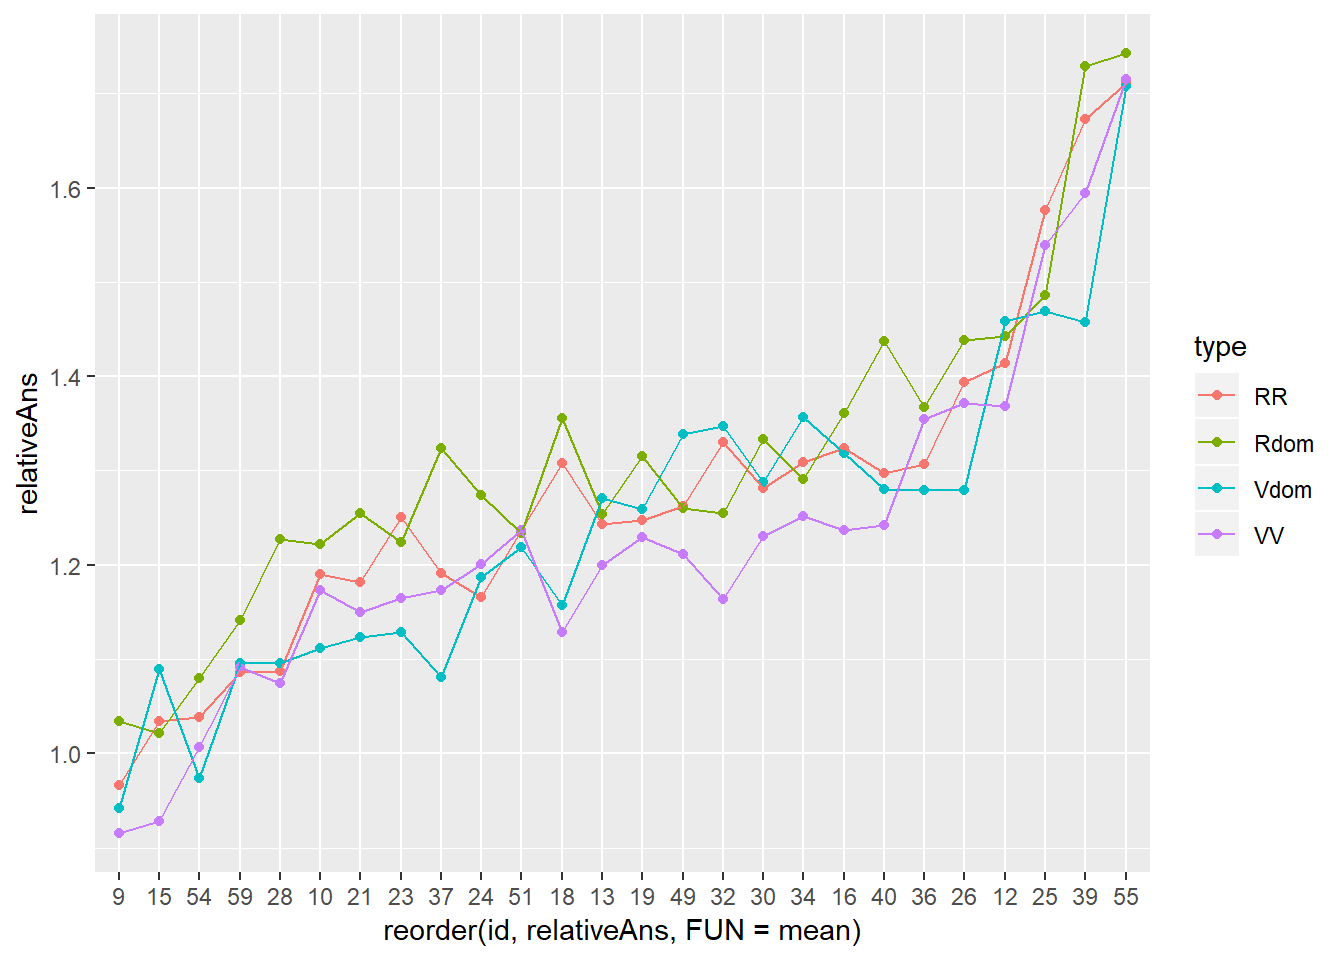 relativeAns
1.6
1.4
1.2
1.0
9 15 54 59 28 10 21 23 37 24 51 18 13 19 49 32 30 34 16 40 36 26 12 25 39 55
reorder(id, relativeAns, FUN = mean)
type
RR
Rdom
Vdom
VV